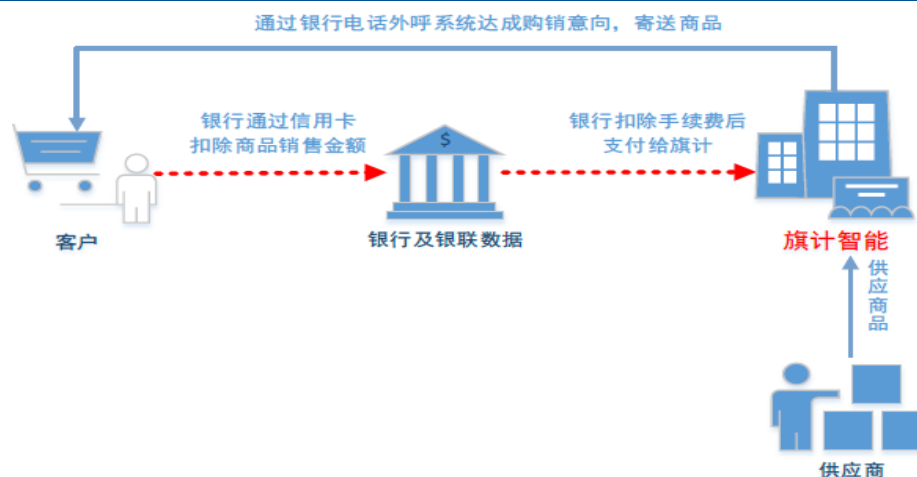 通过银行电话外呼系统达成购销意向，寄送商品
银行通过信用卡
扣除商品销售金额
银行扣除手续费后
支付给旗计
$
客户
银行及银联数据
旗计智能
供应商品
供应商